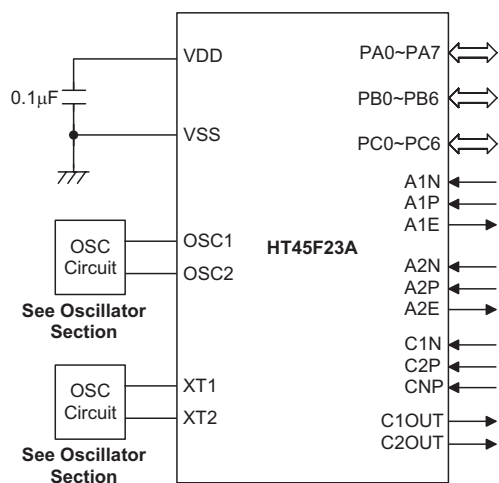 VDD
0.1μF
VSS
OSC
Circuit
OSC1
OSC2
See Oscillator
Section
OSC
Circuit
XT1
XT2
See Oscillator
Section
HT45F23A
PA0~PA7
PB0~PB6
PC0~PC6
A1N
A1P
A1E
A2N
A2P
A2E
C1N
C2P
CNP
C1OUT
C2OUT